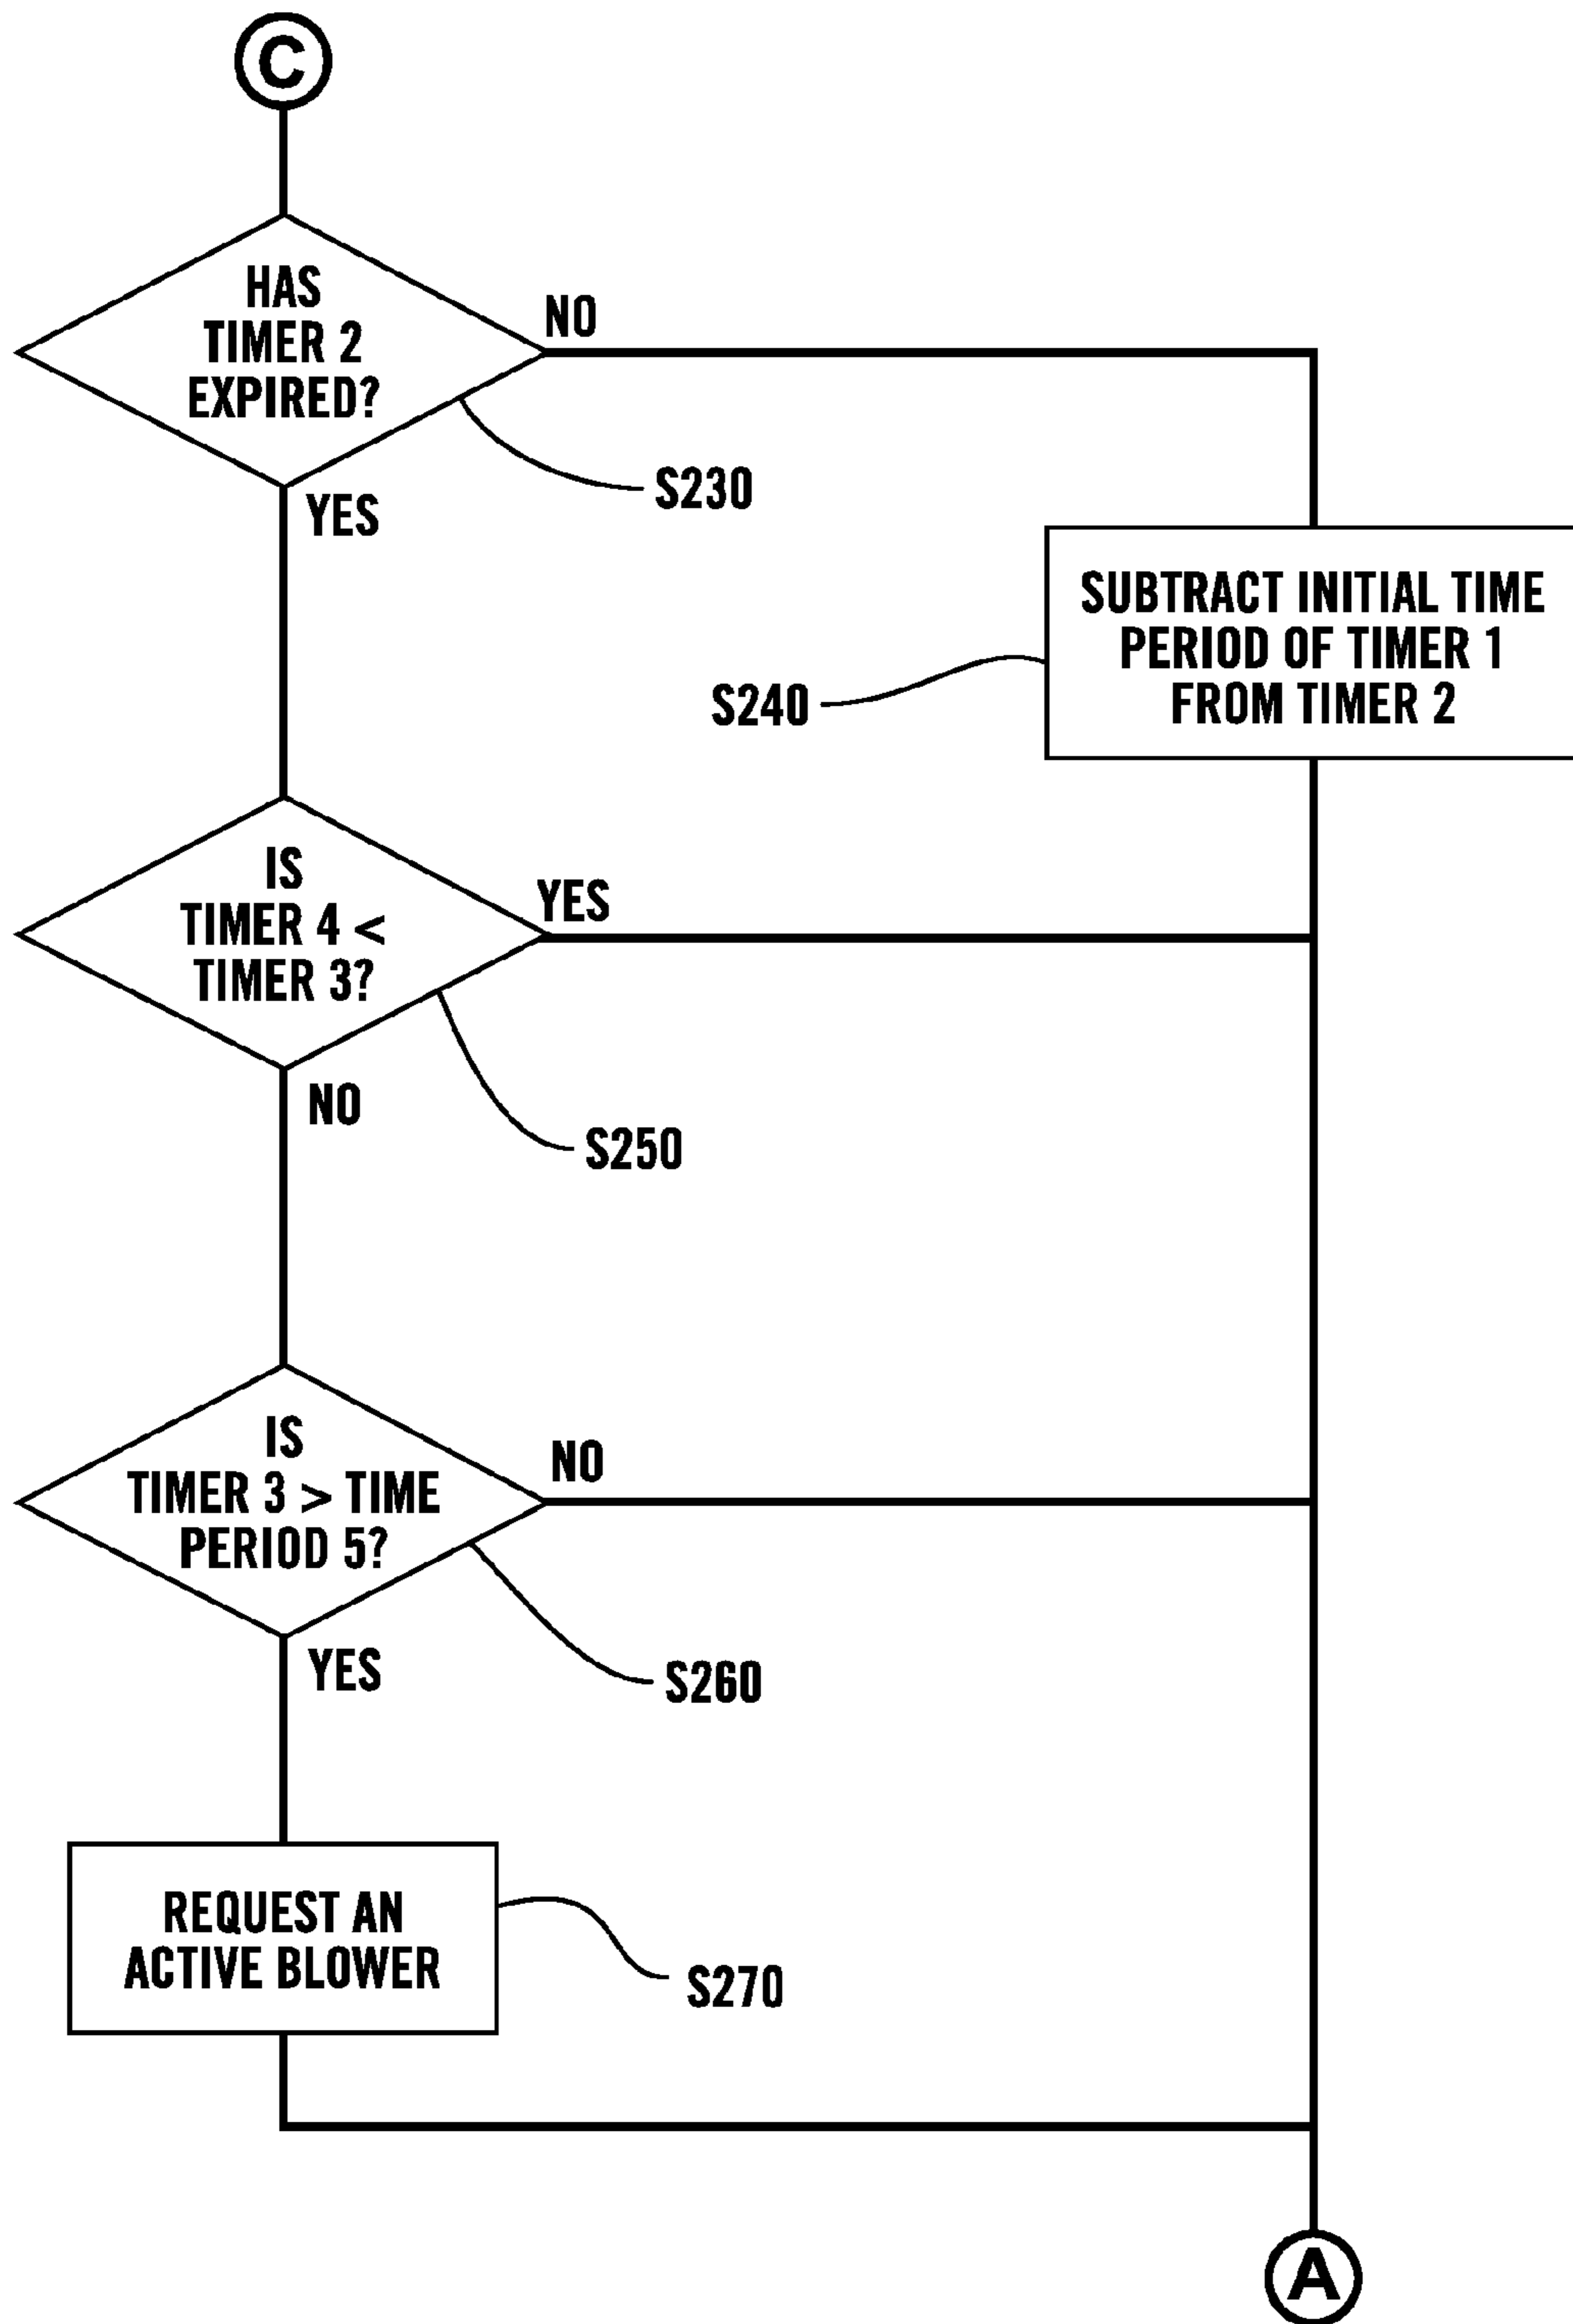 C
HAS
TIMER 2
EXPIRED?
NO
S230
YES
SUBTRACT INITIAL TIME
PERIOD OF TIMER 1
FROM TIMER 2
S240
IS
TIMER 4 <
TIMER 3?
YES
NO
S250
IS
TIMER 3 > TIME
PERIOD 5?
NO
YES
S260
REQUEST AN
ACTIVE BLOWER
S270
A